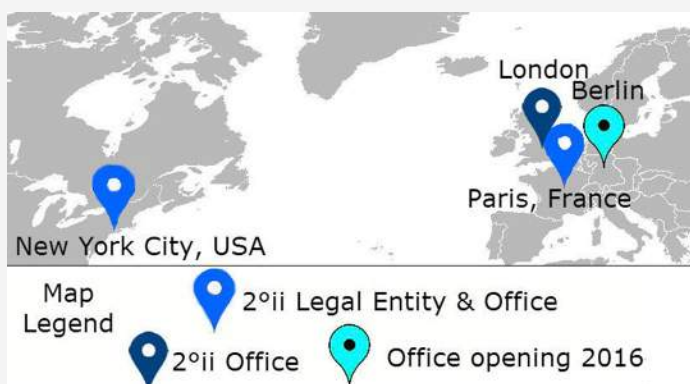 London
Berlin
Paris, France
New York City, USA
Map
Legend
2°ii Legal Entity & Office
2°ii Office
Office opening 2016